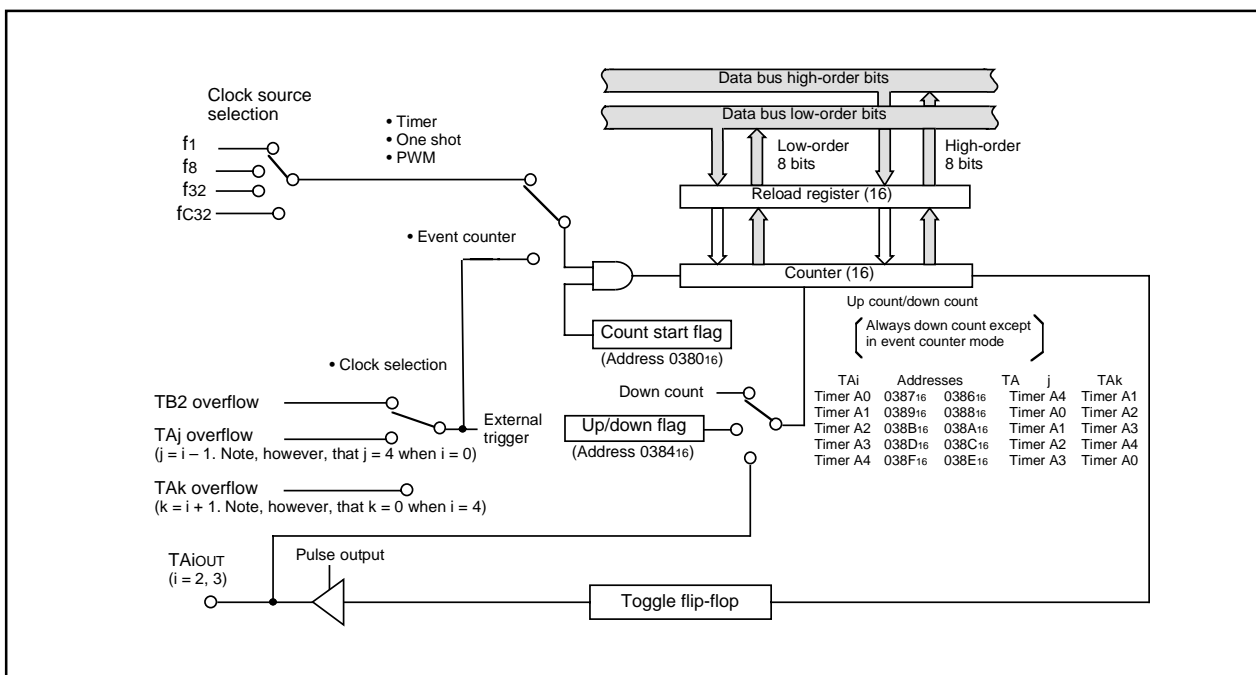 Clock source
selection
f1
f8
f32
fC32
• Timer
• One shot
• PWM
• Event counter
Data bus high-order bits
Data bus low-order bits
Low-order
8 bits
High-order
8 bits
Reload register (16)
Counter (16)
Up count/down count
Always down count except
in event counter mode
Count start flag
(Address 038016)
• Clock selection
TB2 overflow
TAj overflow
(j = i – 1. Note, however, that j = 4 when i = 0)
External
trigger
TAk overflow
(k = i + 1. Note, however, that k = 0 when i = 4)
Down count
Up/down flag
(Address 038416)
TAi Addresses TA j TAk
Timer A0 038716 038616 Timer A4 Timer A1
Timer A1 038916 038816 Timer A0 Timer A2
Timer A2 038B16 038A16 Timer A1 Timer A3
Timer A3 038D16 038C16 Timer A2 Timer A4
Timer A4 038F16 038E16 Timer A3 Timer A0
TAiOUT
(i = 2, 3)
Pulse output
Toggle flip-flop